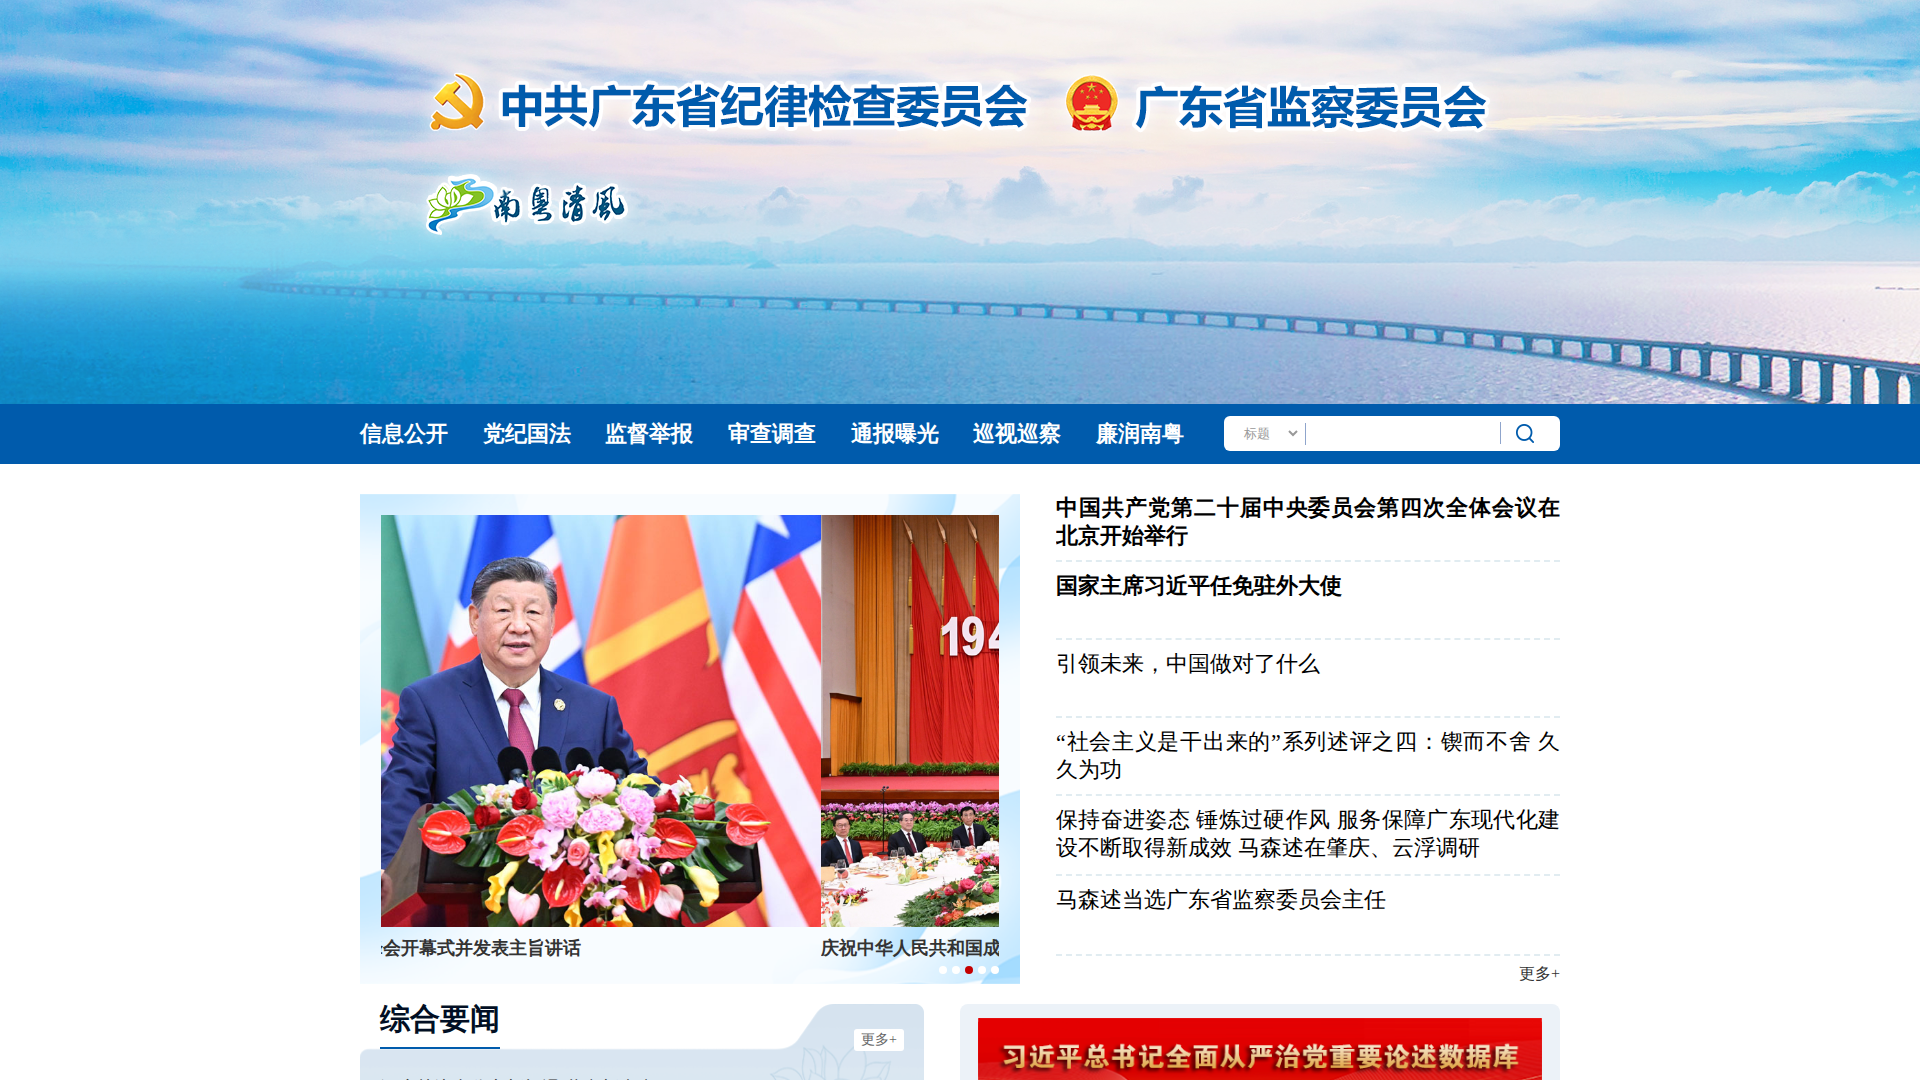 中共广东省纪律检查委员会 广东省监察委员会
南粤清風
信息公开 党纪国法 监督举报 审查调查 通报曝光 巡视巡察 廉润南粤 标题
中国共产党第二十届中央委员会第四次全体会议在
北京开始举行
国家主席习近平任免驻外大使
引领未来，中国做对了什么
“社会主义是干出来的”系列述评之四：锲而不舍 久
久为功
保持奋进姿态 锤炼过硬作风 服务保障广东现代化建
设不断取得新成效 马森述在肇庆、云浮调研
马森述当选广东省监察委员会主任
更多+
194
会开幕式并发表主旨讲话
庆祝中华人民共和国成
综合要闻
更多+
习近平总书记全面从严治党重要论述数据库